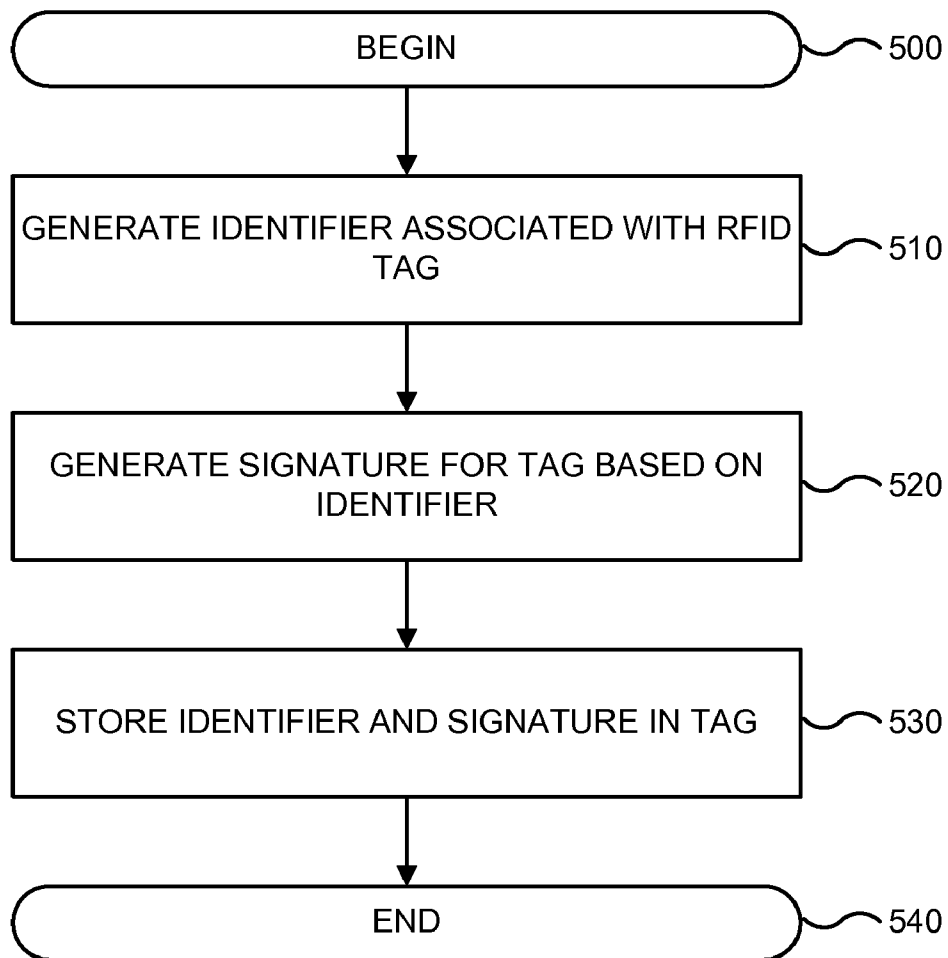 BEGIN
500
GENERATE IDENTIFIER ASSOCIATED WITH RFID
TAG
510
GENERATE SIGNATURE FOR TAG BASED ON
IDENTIFIER
520
STORE IDENTIFIER AND SIGNATURE IN TAG
530
END
540